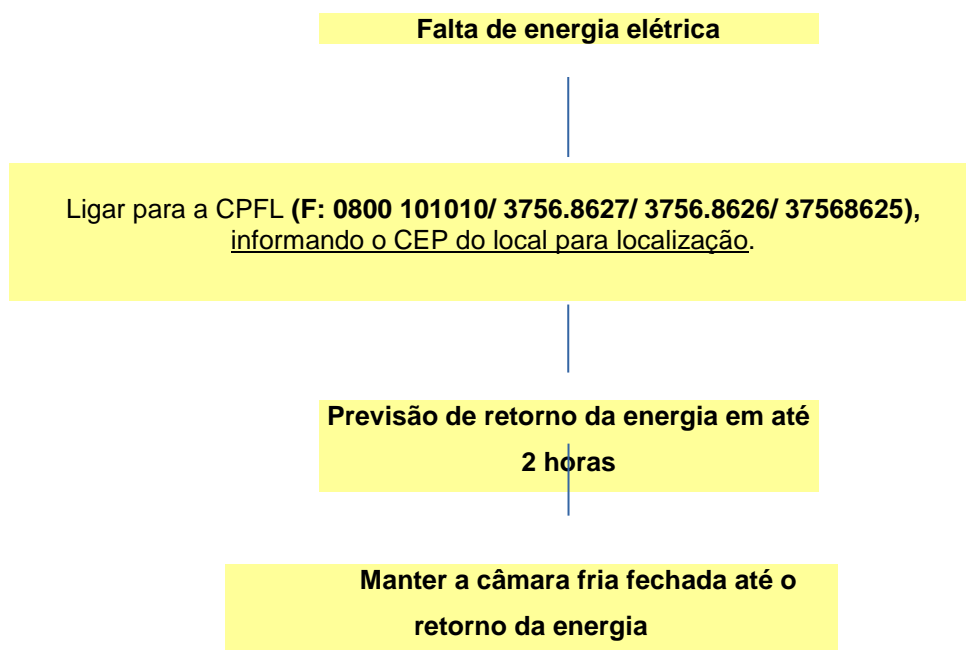 Falta de energia elétrica
Ligar para a CPFL (F: 0800 101010/ 3756.8627/ 3756.8626/ 37568625),
informando o CEP do local para localização.
Previsão de retorno da energia em até
2 horas
Manter a câmara fria fechada até o
retorno da energia